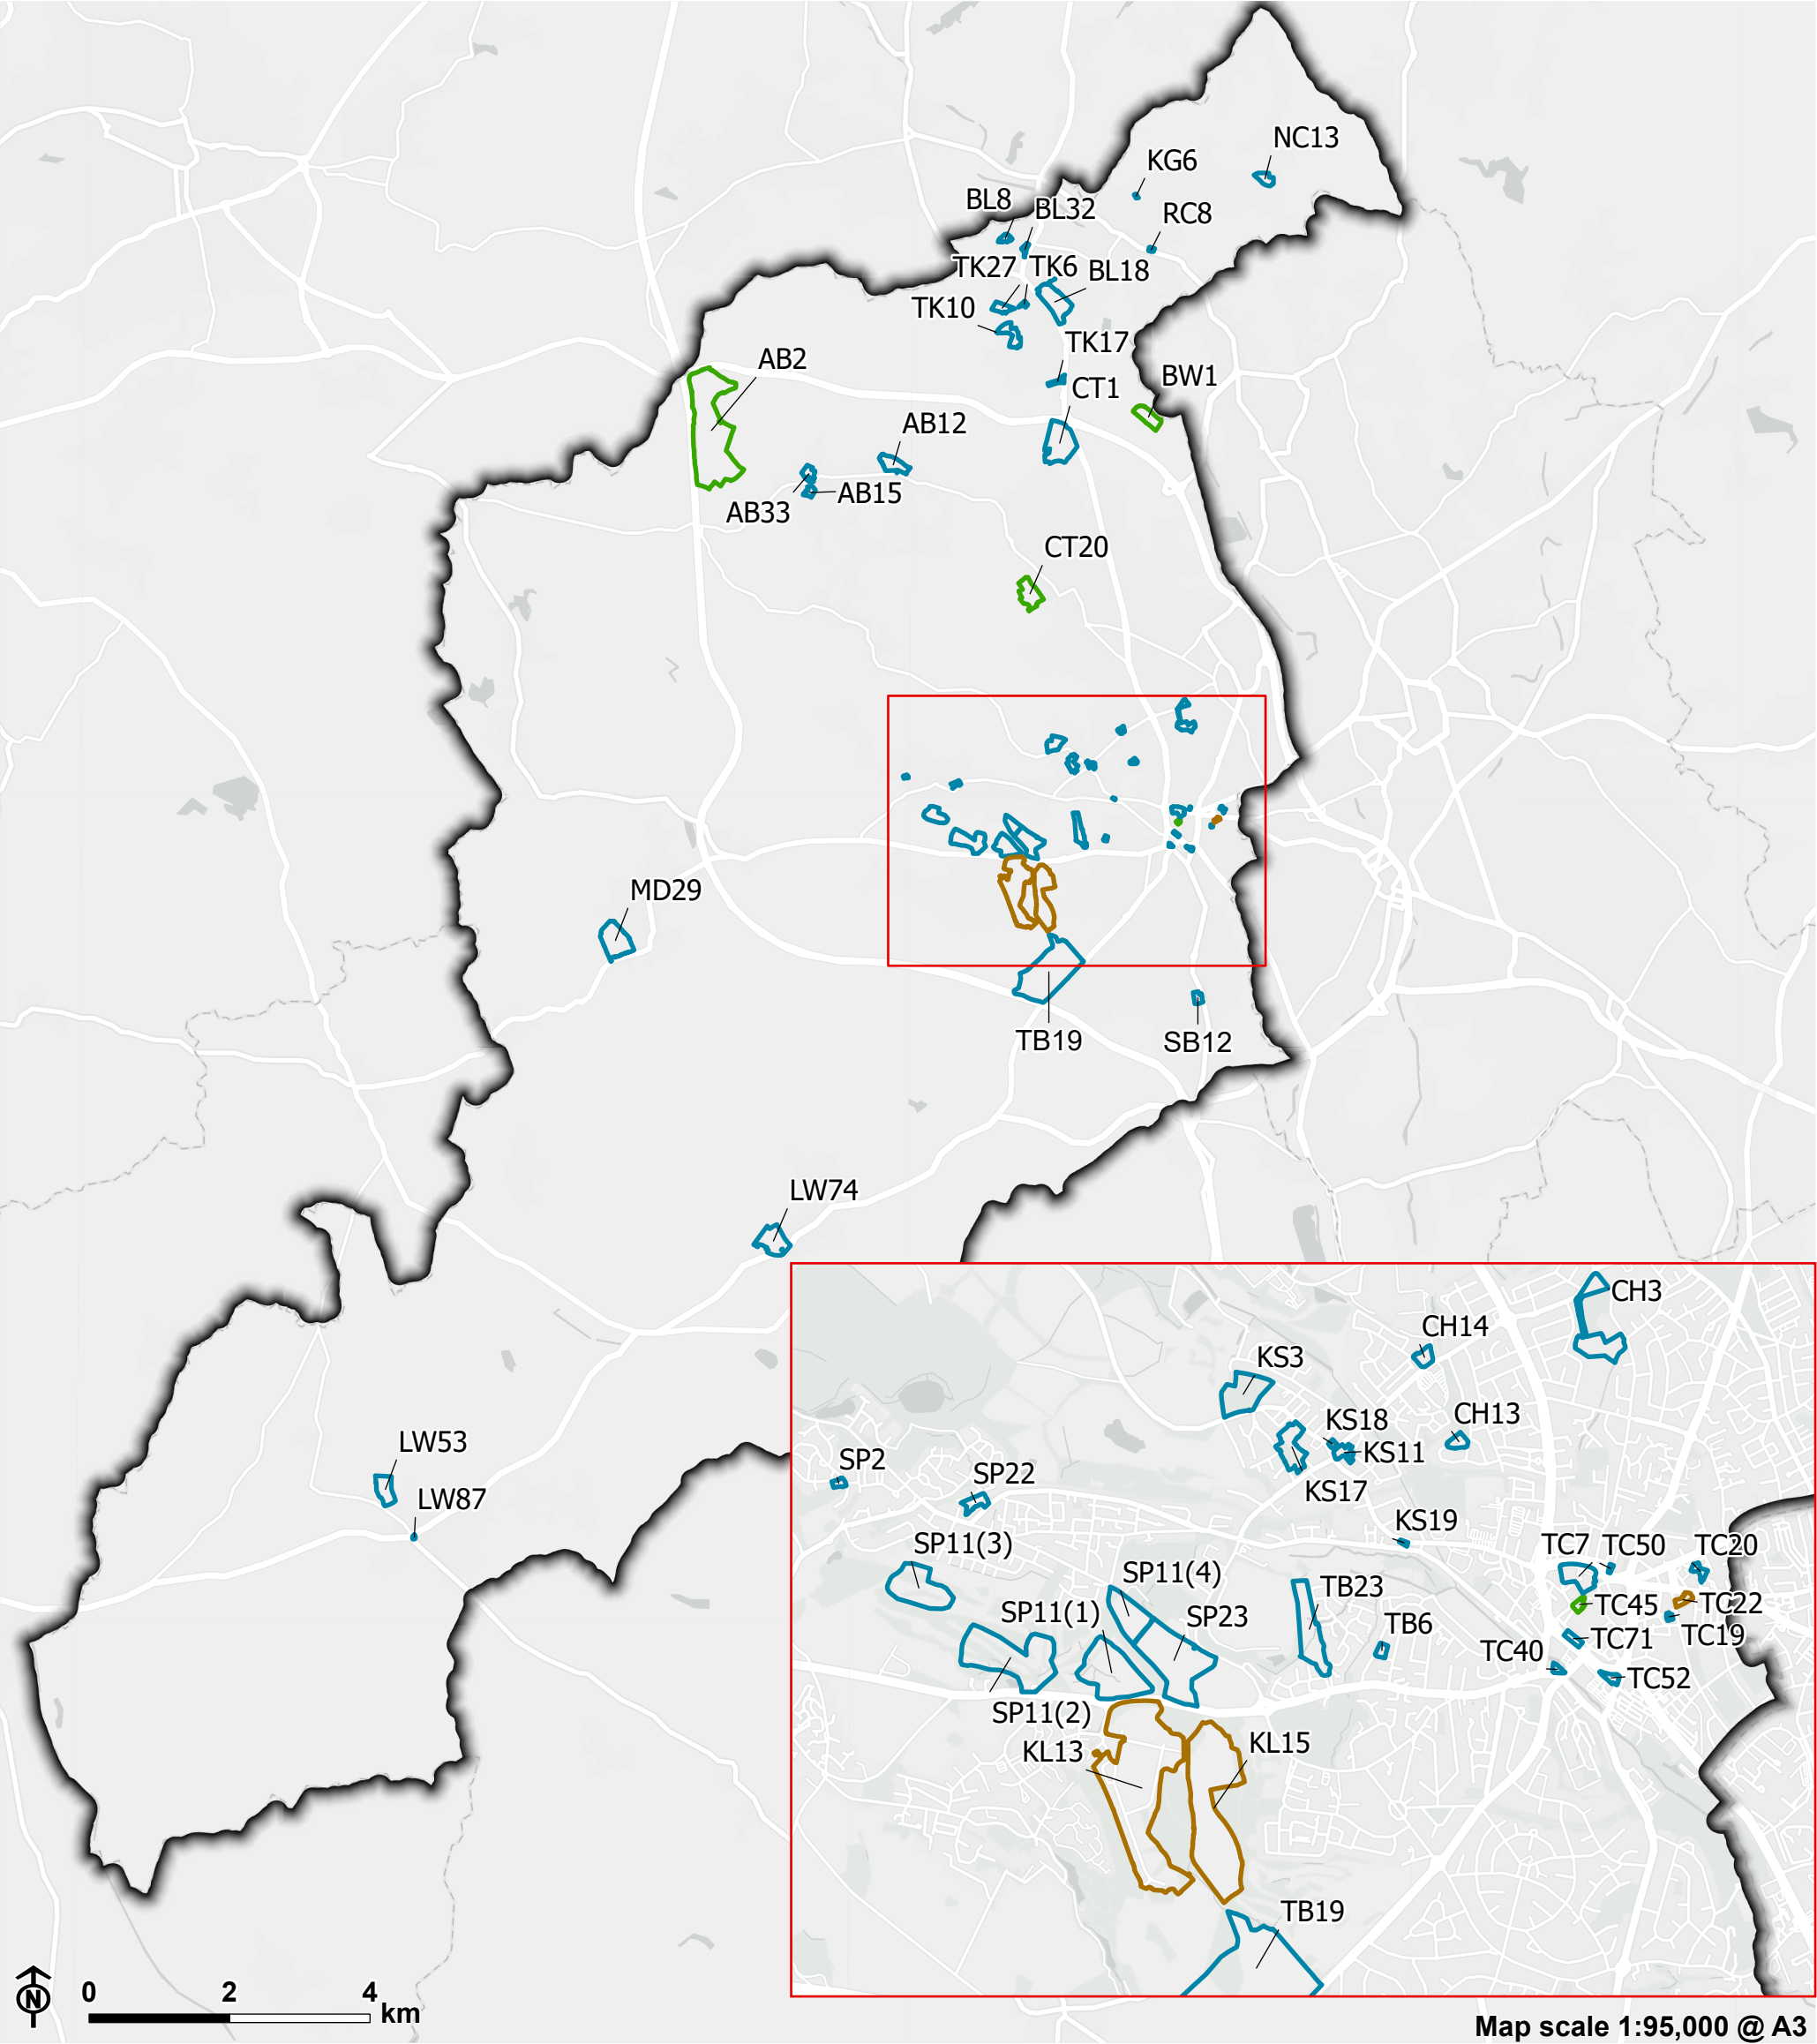 NC13
KG6
BL8
BL32
RC8
TK27
TK6
BL18
TK10
TK17
AB2
BW1
CT1
AB12
AB15
AB33
CT20
MD29
TB19
SB12
LW74
LW53
LW87
CH3
CH14
KS3
KS18
CH13
KS11
SP2
SP22
KS17
KS19
SP11(3)
TC7
TC50
TC20
SP11(4)
TB23
SP11(1)
SP23
TC45
TC22
TB6
TC19
TC71
TC40
TC52
SP11(2)
KL13
KL15
TB19
N
0 2 4
km
Map scale 1:95,000 @ A3